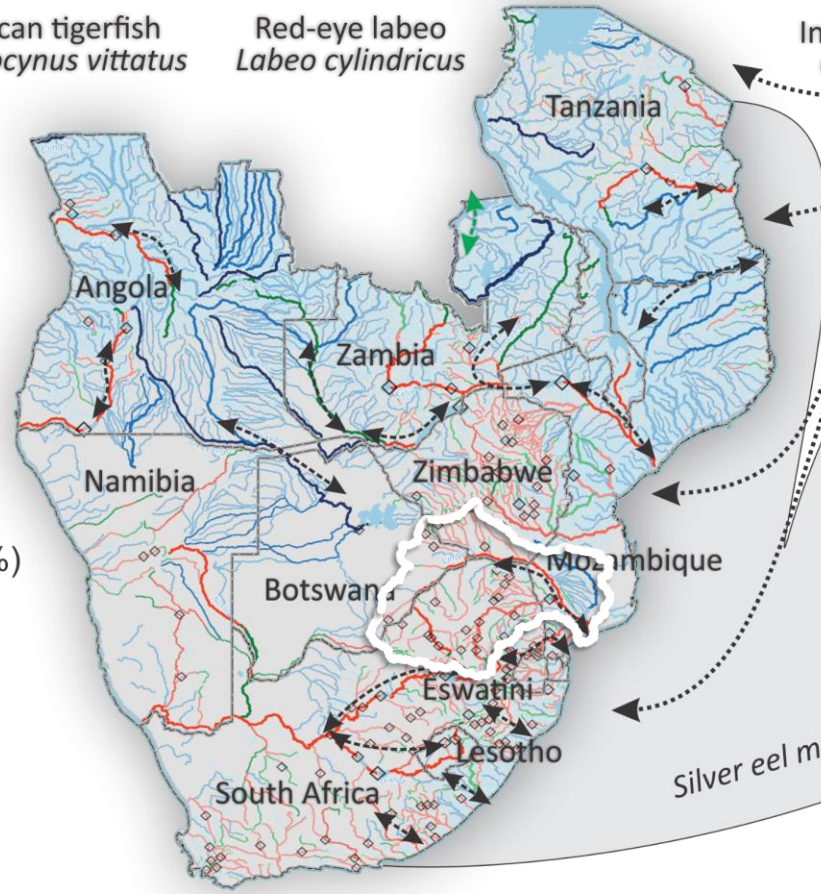 can tigerfish
ocynus vittatus
Red-eye labeo
Labeo cylindricus
In
Tanzania
Angola
Zambia
Zimbabwe
Namibia
%)
Mozambique
Botswana
Eswatini
Lesotho
South Africa
Silver eel m